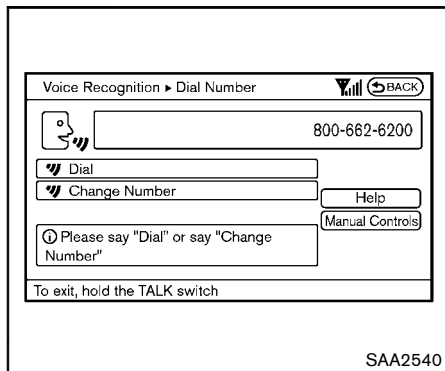 Voice Recognition ▸ Dial Number
BACK
800-662-6200
Dial
Change Number
Help
Manual Controls
Please say "Dial" or say "Change
Number"
To exit, hold the TALK switch
SAA2540